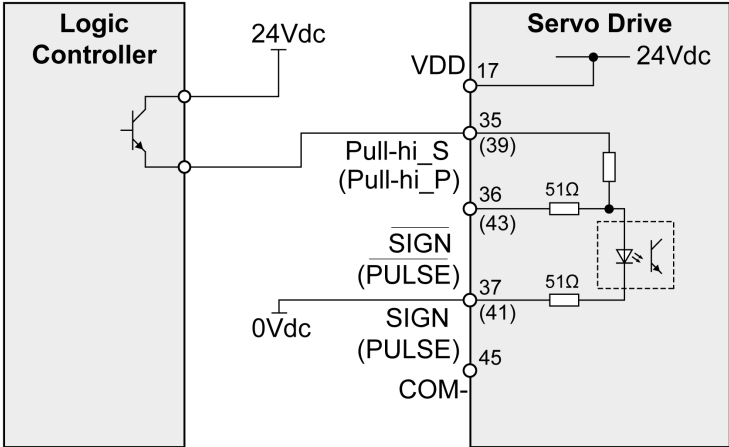 Logic
Controller
24Vdc
Servo Drive
24Vdc
VDD
17
35
(39)
Pull-hi_S
(Pull-hi_P)
36
(43)
51Ω
SIGN
(PULSE)
37
(41)
51Ω
0Vdc
SIGN
(PULSE)
45
COM-